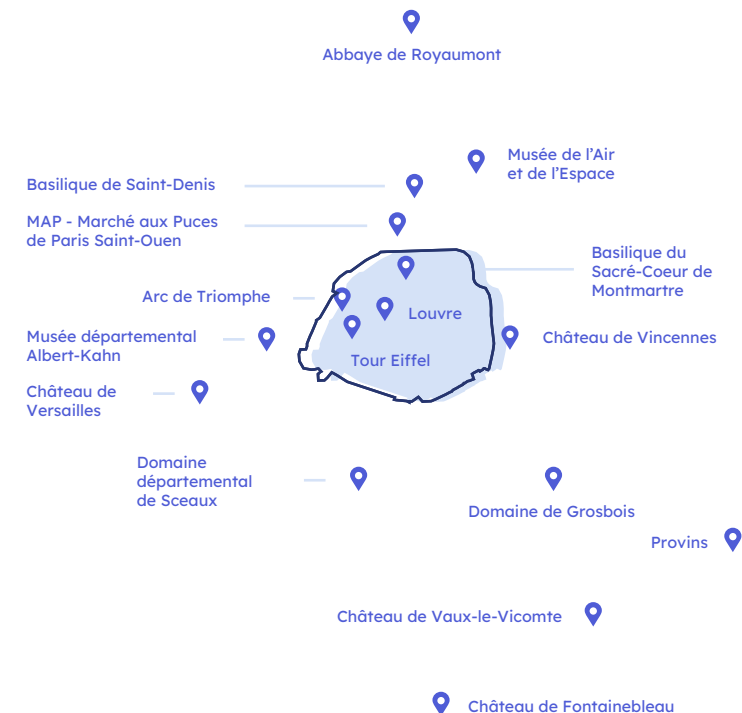 Abbaye de Royaumont
Musée de l’Air
et de l’Espace
Basilique de Saint-Denis
MAP - Marché aux Puces
de Paris Saint-Ouen
Basilique du
Sacré-Coeur de
Montmartre
Arc de Triomphe
Louvre
Musée départemental
Albert-Kahn
Château de Vincennes
Tour Eiffel
Château de
Versailles
Domaine
départemental
de Sceaux
Domaine de Grosbois
Provins
Château de Vaux-le-Vicomte
Château de Fontainebleau